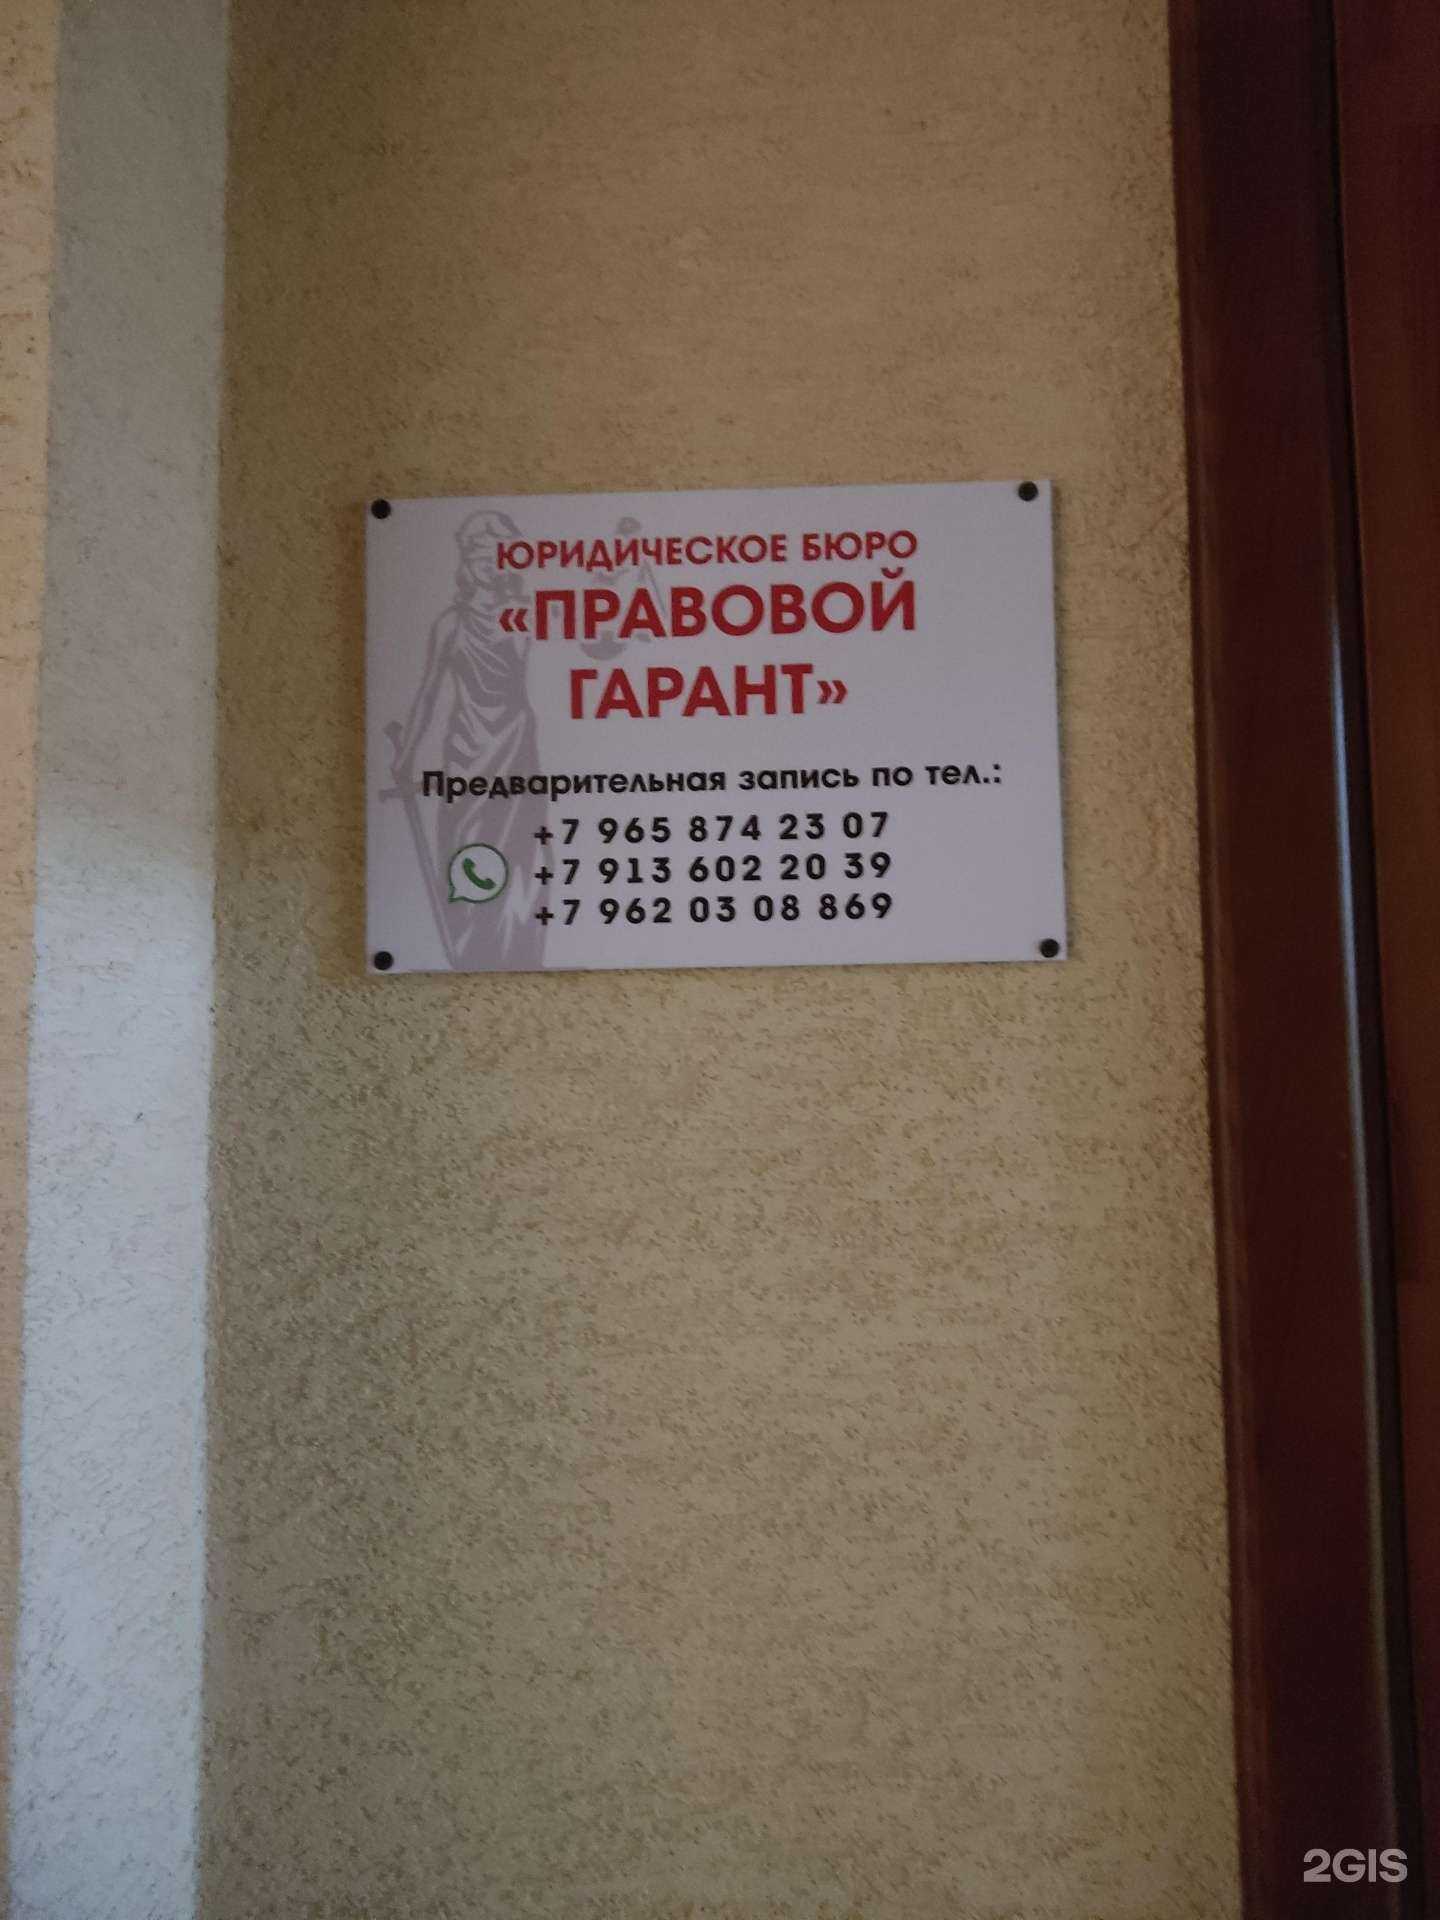 ЮРИДИЧЕСКОЕ БЮРО
«ПРАВОВОЙ
ГАРАНТ»
Предварительная запись по тел.:
+7 965 874 23 07
+7 913 602 20 39
+7 962 03 08 869
2GIS